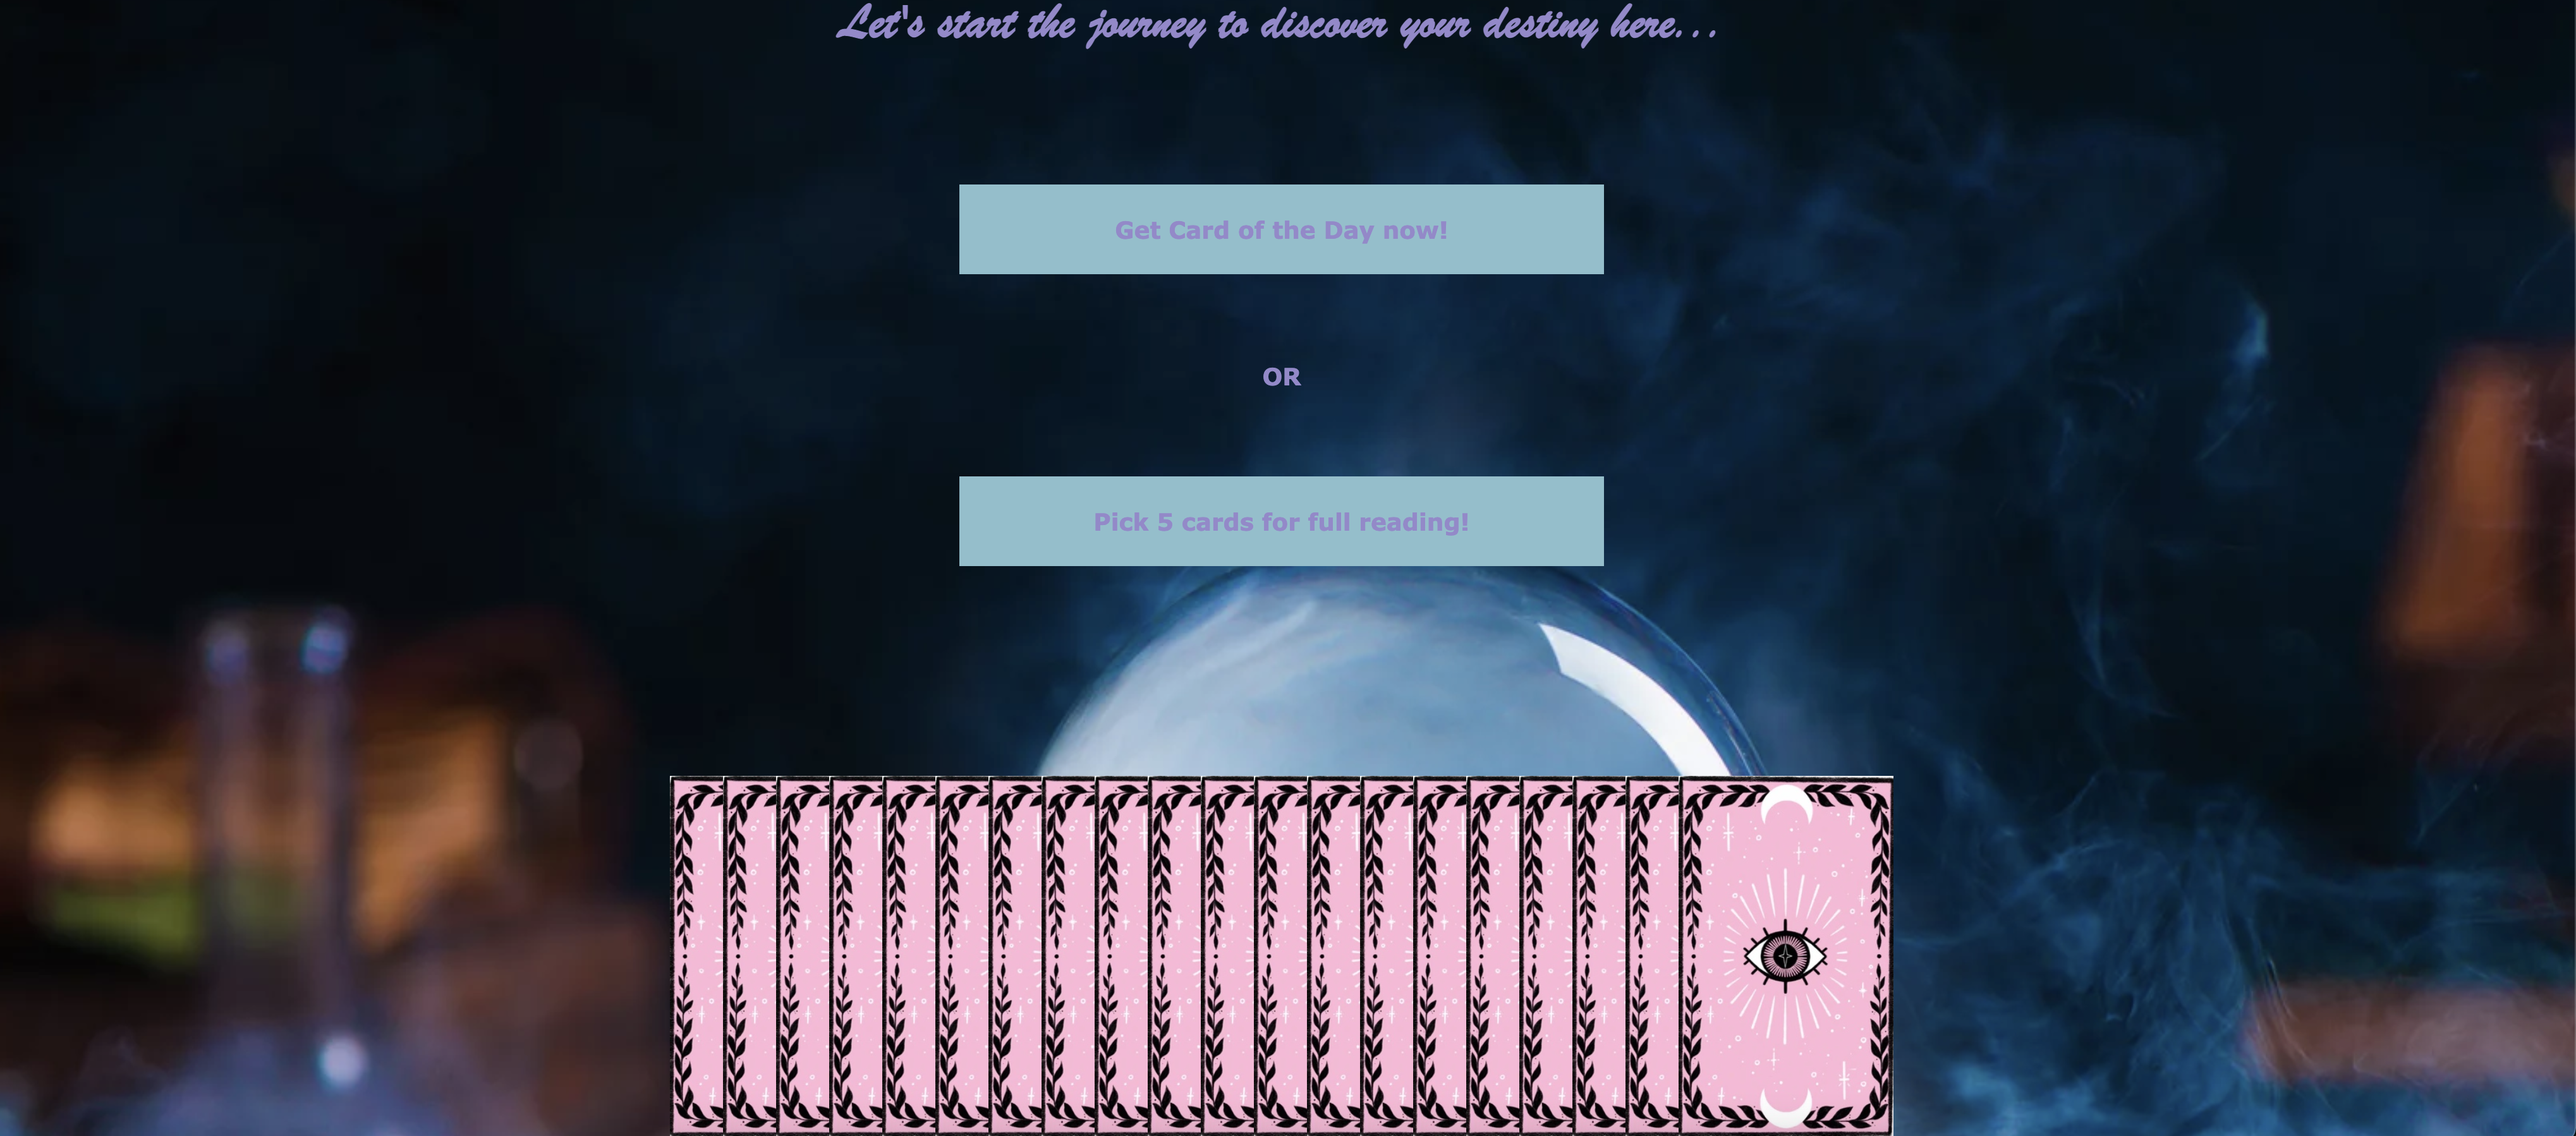 Let's start the journey to discover your destiny here...
Get Card of the Day now!
OR
Pick 5 cards for full reading!